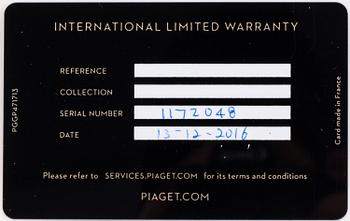 INTERNATIONAL LIMITED WARRANTY
REFERENCE
COLLECTION
SERIAL NUMBER 1172048
DATE 13-12-2016
Please refer to SERVICES.PIAGET.COM for its terms and conditions
PIAGET.COM
PGGP471713
Card made in France